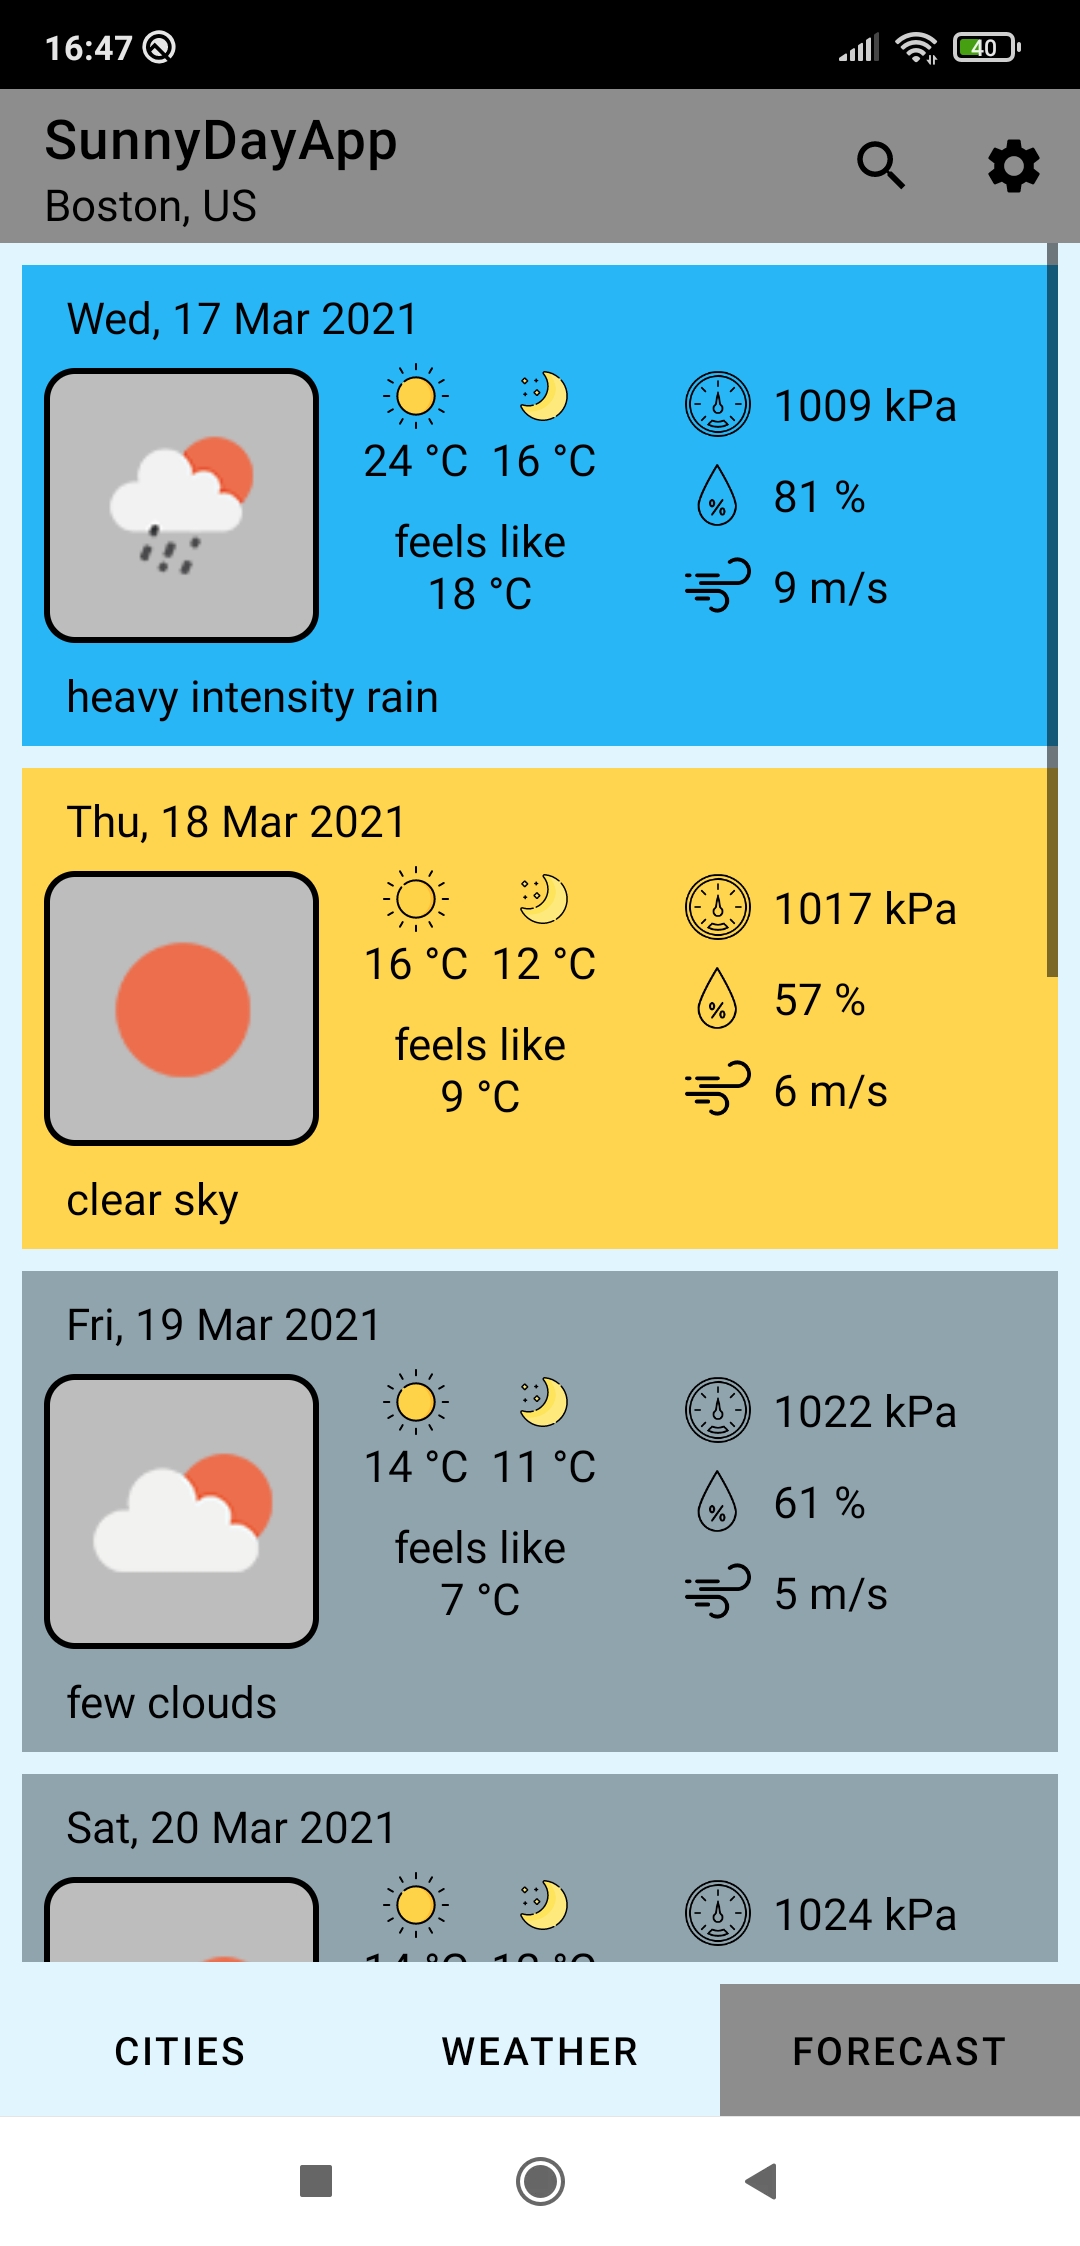 16:47
40
SunnyDayApp
Boston, US
Wed, 17 Mar 2021
24 °C 16 °C
feels like
18 °C
1009 kPa
%
81 %
9 m/s
heavy intensity rain
Thu, 18 Mar 2021
16 °C 12 °C
feels like
9 °C
1017 kPa
%
57 %
6 m/s
clear sky
Fri, 19 Mar 2021
14 °C 11 °C
feels like
7 °C
1022 kPa
%
61 %
5 m/s
few clouds
Sat, 20 Mar 2021
1024 kPa
CITIES
WEATHER
FORECAST